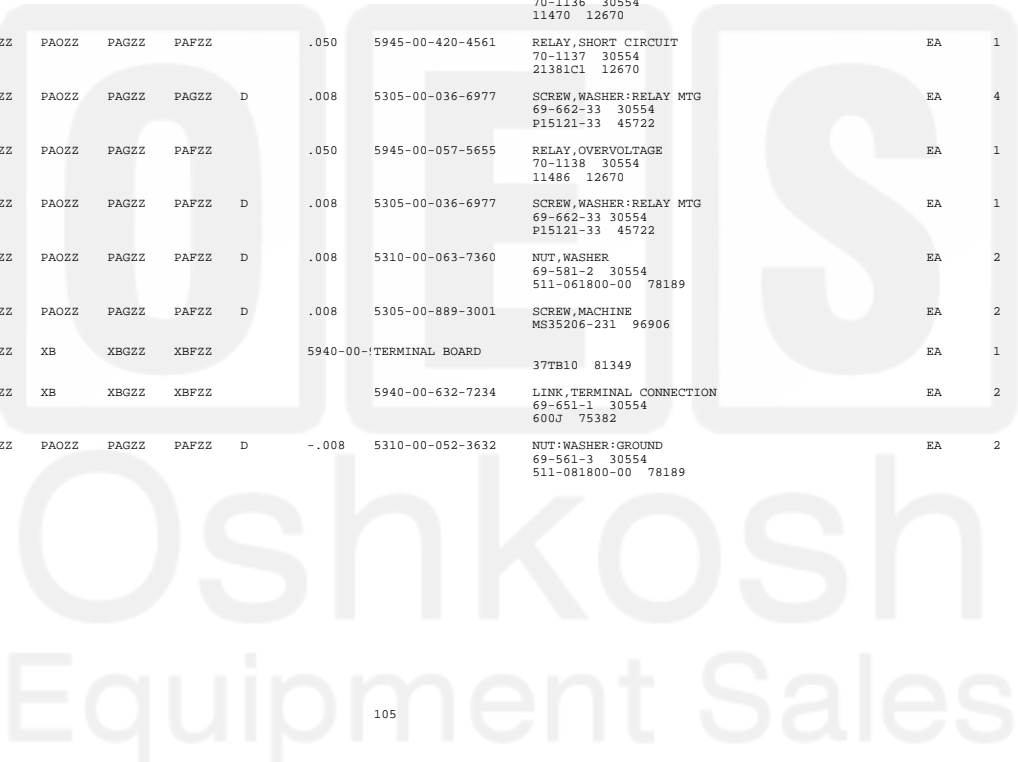 70-1136 30554
11470 12670
ZZ PAOZZ PAGZZ PAFZZ .050 5945-00-420-4561 RELAY,SHORT CIRCUIT EA 1
70-1137 30554
21381C1 12670
ZZ PAOZZ PAGZZ PAGZZ D .008 5305-00-036-6977 SCREW,WASHER:RELAY MTG EA 4
69-662-33 30554
P15121-33 45722
ZZ PAOZZ PAGZZ PAFZZ .050 5945-00-057-5655 RELAY,OVERVOLTAGE EA 1
70-1138 30554
11486 12670
ZZ PAOZZ PAGZZ PAFZZ D .008 5305-00-036-6977 SCREW,WASHER:RELAY MTG EA 1
69-662-33 30554
P15121-33 45722
ZZ PAOZZ PAGZZ PAFZZ D .008 5310-00-063-7360 NUT,WASHER EA 2
69-581-2 30554
511-061800-00 78189
ZZ PAOZZ PAGZZ PAFZZ D .008 5305-00-889-3001 SCREW,MACHINE EA 2
MS35206-231 96906
ZZ XB XBGZZ XBFZZ 5940-00- TERMINAL BOARD EA 1
37TB10 81349
ZZ XB XBGZZ XBFZZ 5940-00-632-7234 LINK,TERMINAL CONNECTION EA 2
69-651-1 30554
600J 75382
ZZ PAOZZ PAGZZ PAFZZ D -.008 5310-00-052-3632 NUT:WASHER:GROUND EA 2
69-561-3 30554
511-081800-00 78189
OES
Oshkosh
Equipment Sales
105